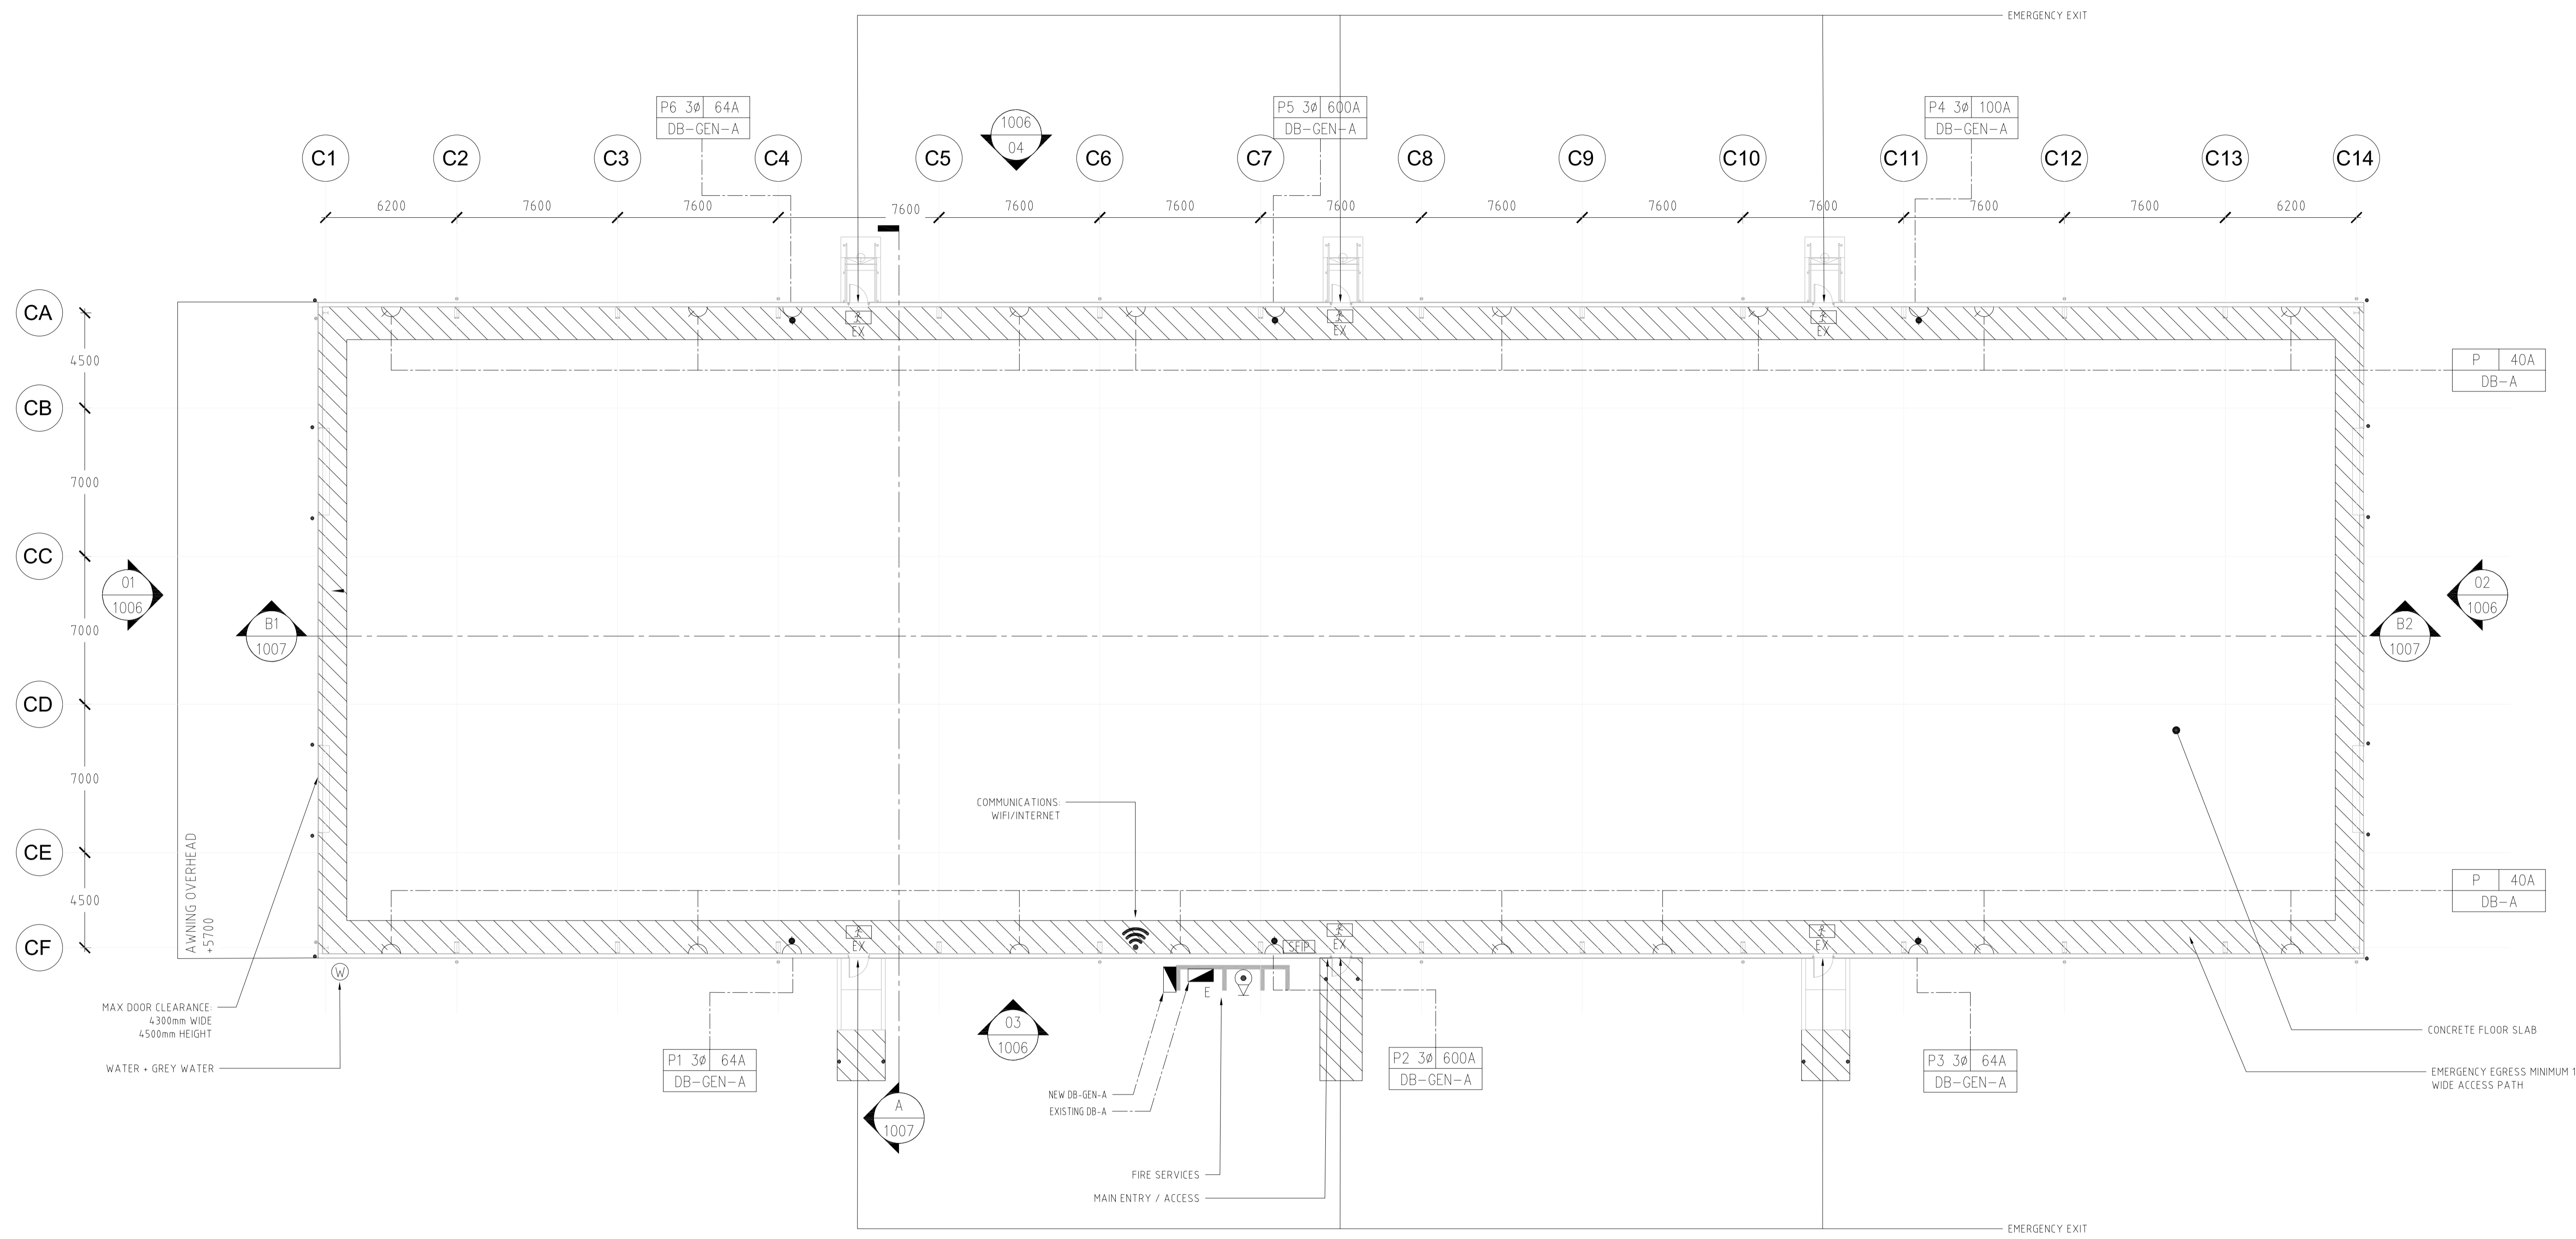 EMERGENCY EXIT
P6 3ø 64A
DB-GEN-A
P5 3ø 600A
DB-GEN-A
P4 3ø 100A
DB-GEN-A
1006
04
C1 C2 C3 C4 C5 C6 C7 C8 C9 C10 C11 C12 C13 C14
6200 7600 7600 7600 7600 7600 7600 7600 7600 7600 7600 7600 6200
CA
EX EX EX
4500
P 40A
DB-A
CB
7000
CC
01
1006
02
1006
7000
B1
1007
B2
1007
CD
7000
COMMUNICATIONS:
WIFI/INTERNET
CE
AWNING OVERHEAD
+5700
4500
P 40A
DB-A
CF
EX SFIP EX EX
W
E
MAX DOOR CLEARANCE:
4300mm WIDE
4500mm HEIGHT
WATER + GREY WATER
03
1006
CONCRETE FLOOR SLAB
P1 3ø 64A
DB-GEN-A
P2 3ø 600A
DB-GEN-A
P3 3ø 64A
DB-GEN-A
EMERGENCY EGRESS MINIMUM 1
WIDE ACCESS PATH
NEW DB-GEN-A
EXISTING DB-A
A
1007
FIRE SERVICES
MAIN ENTRY / ACCESS
EMERGENCY EXIT